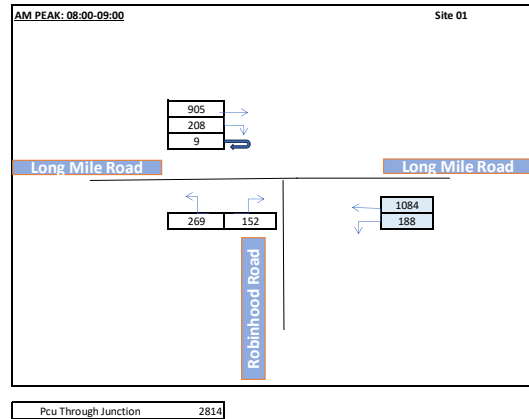 AM PEAK: 08:00-09:00 Site 01
905
208
9
Long Mile Road Long Mile Road
1084
269 152 188
Robinhood Road
Pcu Through Junction 2814